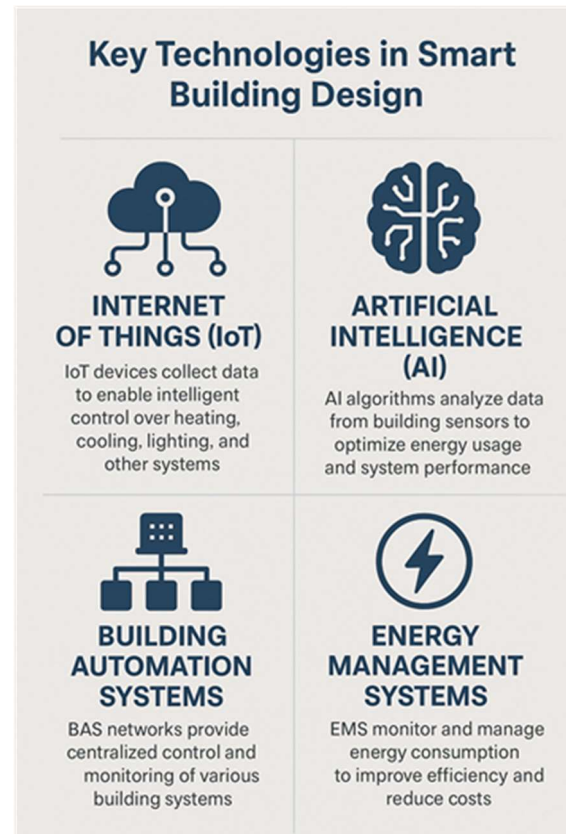 Key Technologies in Smart
Building Design
INTERNET
OF THINGS (IoT)
IoT devices collect data
to enable intelligent
control over heating,
cooling, lighting, and
other systems
ARTIFICIAL
INTELLIGENCE
(AI)
AI algorithms analyze data
from building sensors to
optimize energy usage
and system performance
BUILDING
AUTOMATION
SYSTEMS
BAS networks provide
centralized control and
monitoring of various
building systems
ENERGY
MANAGEMENT
SYSTEMS
EMS monitor and manage
energy consumption
to improve efficiency and
reduce costs